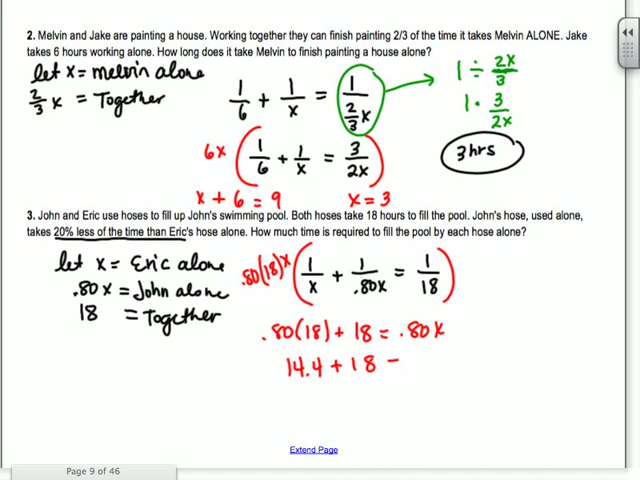 2. Melvin and Jake are painting a house. Working together they can finish painting 2/3 of the time it takes Melvin ALONE. Jake
takes 6 hours working alone. How long does it take Melvin to finish painting a house alone?
let x = melvin alone
2/3 x = Together
1/6 + 1/x = 1/(2/3 x)
1 ÷ 2x/3
1 · 3/2x
6x ( 1/6 + 1/x = 3/2x )
3 hrs
x + 6 = 9 x = 3
3. John and Eric use hoses to fill up John's swimming pool. Both hoses take 18 hours to fill the pool. John's hose, used alone,
takes 20% less of the time than Eric's hose alone. How much time is required to fill the pool by each hose alone?
let x = Eric alone
.80x = John alone
18 = Together
.80(18)x ( 1/x + 1/.80x = 1/18 )
.80(18) + 18 = .80x
14.4 + 18 =
Extend Page
Page 9 of 46